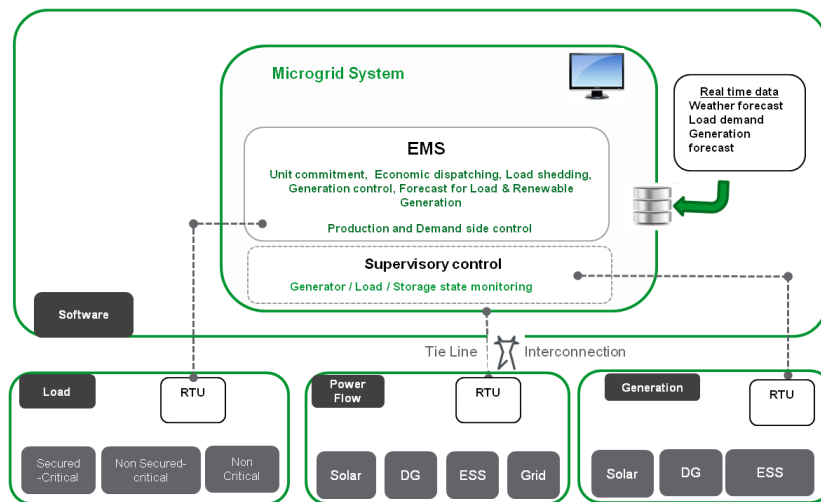 Microgrid System
Real time data
Weather forecast
Load demand
Generation
forecast
EMS
Unit commitment, Economic dispatching, Load shedding,
Generation control, Forecast for Load & Renewable
Generation
Production and Demand side control
Supervisory control
Generator / Load / Storage state monitoring
Software
Tie Line
Interconnection
Load
RTU
Secured
-Critical
Non Secured-
critical
Non
Critical
Power
Flow
RTU
Solar
DG
ESS
Grid
Generation
RTU
Solar
DG
ESS